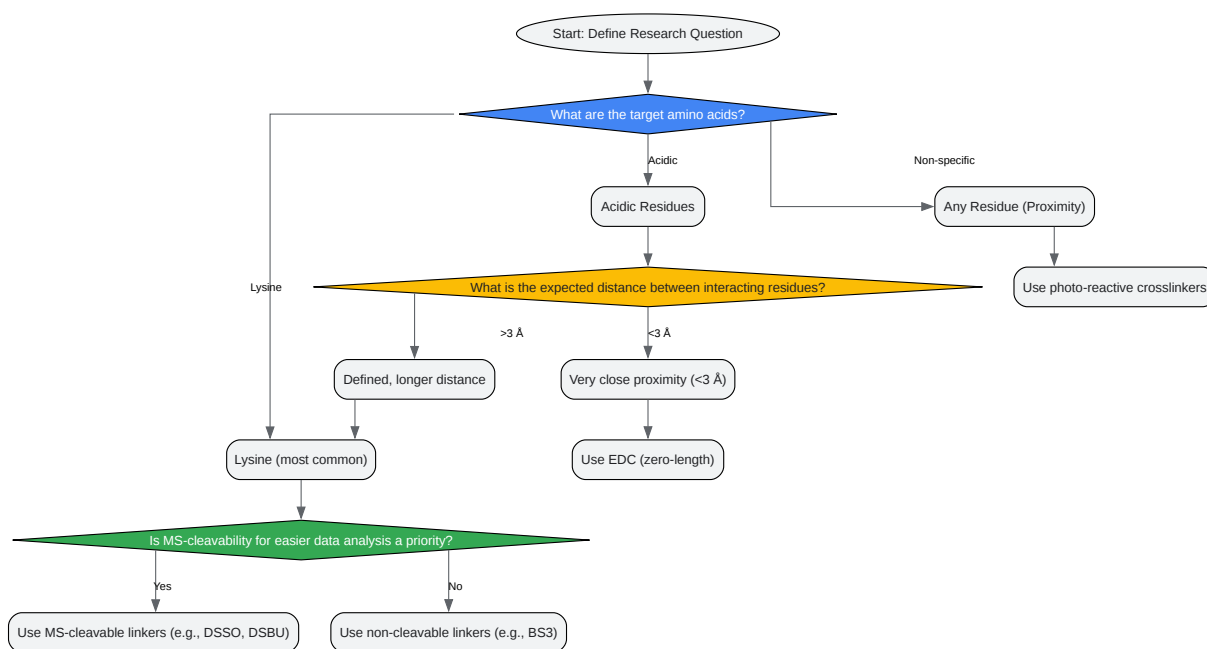 Start: Define Research Question
What are the target amino acids?
Acidic
Non-specific
Acidic Residues
Any Residue (Proximity)
Lysine
What is the expected distance between interacting residues?
Use photo-reactive crosslinkers
>3 Å
<3 Å
Defined, longer distance
Very close proximity (<3 Å)
Lysine (most common)
Use EDC (zero-length)
Is MS-cleavability for easier data analysis a priority?
Yes
No
Use MS-cleavable linkers (e.g., DSSO, DSBU)
Use non-cleavable linkers (e.g., BS3)